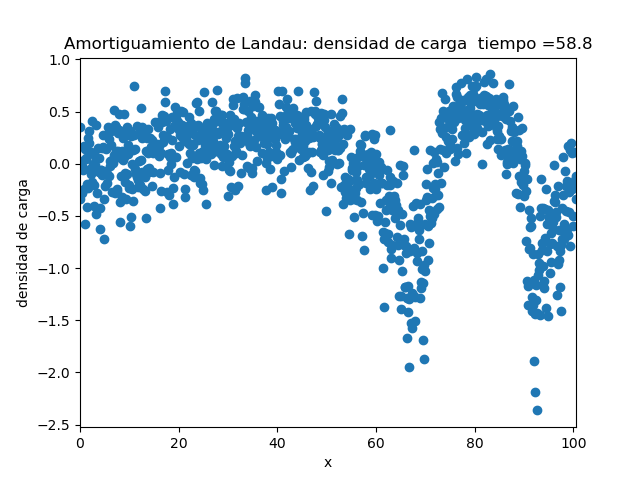 Amortiguamiento de Landau: densidad de carga  tiempo =58.8
1.0
0.5
0.0
−0.5
−1.0
−1.5
−2.0
−2.5
densidad de carga
0 20 40 60 80 100
x